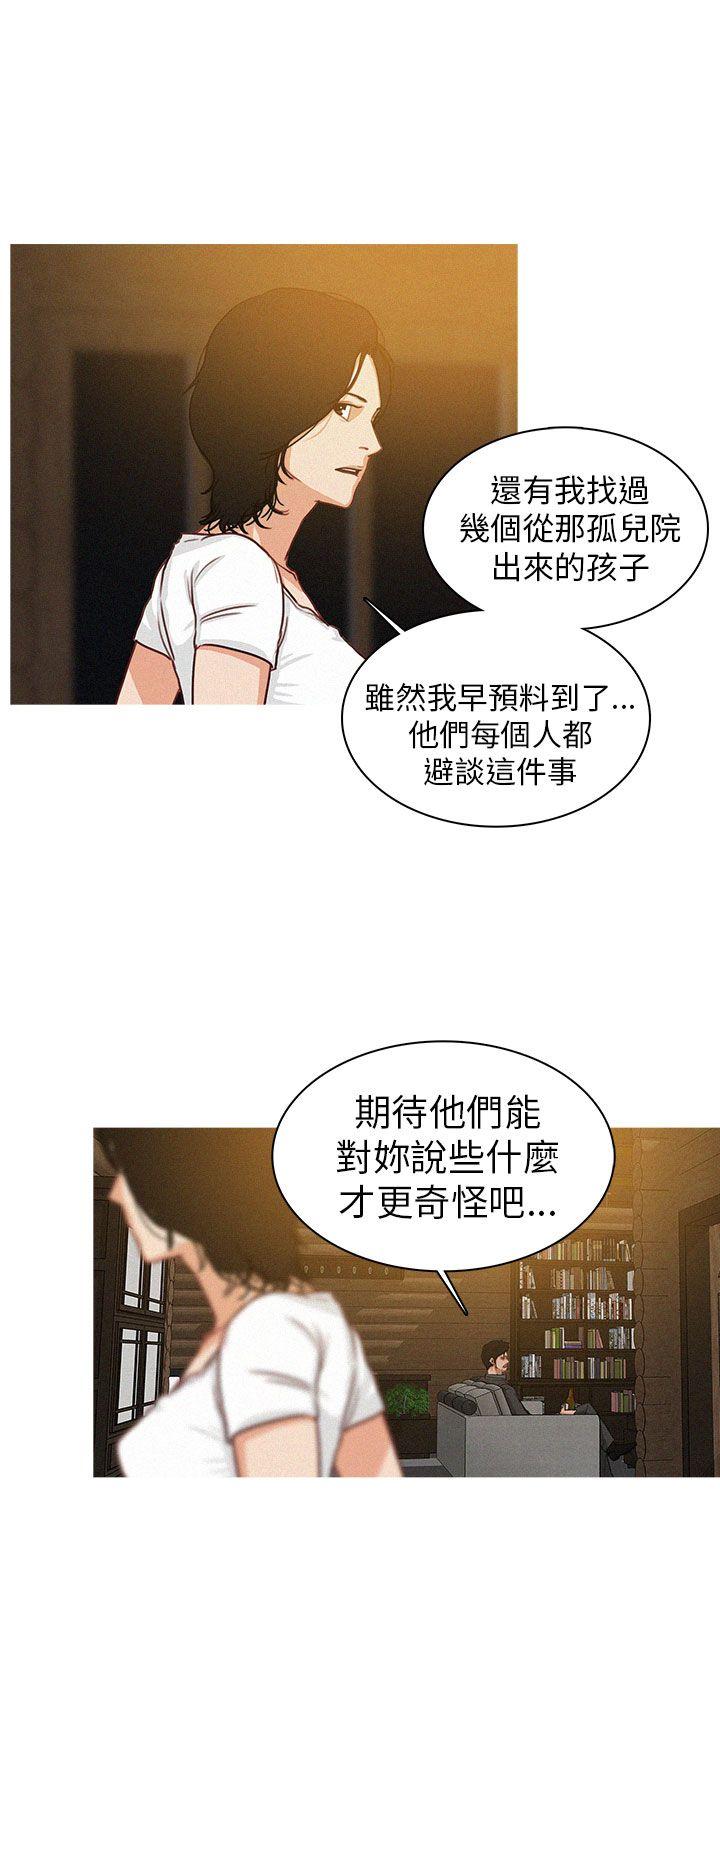 還有我找過
幾個從那孤兒院
出來的孩子
雖然我早預料到了...
他們每個人都
避談這件事
期待他們能
對妳說些什麼
才更奇怪吧...